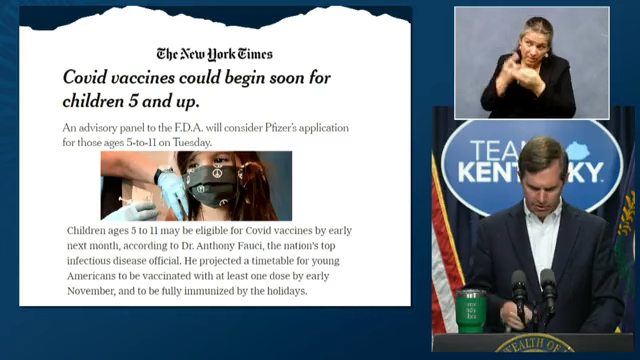 The New York Times
Covid vaccines could begin soon for
children 5 and up.
An advisory panel to the F.D.A. will consider Pfizer's application
for those ages 5-to-11 on Tuesday.
Children ages 5 to 11 may be eligible for Covid vaccines by early
next month, according to Dr. Anthony Fauci, the nation's top
infectious disease official. He projected a timetable for young
Americans to be vaccinated with at least one dose by early
November, and to be fully immunized by the holidays.
TEA
KENT KY